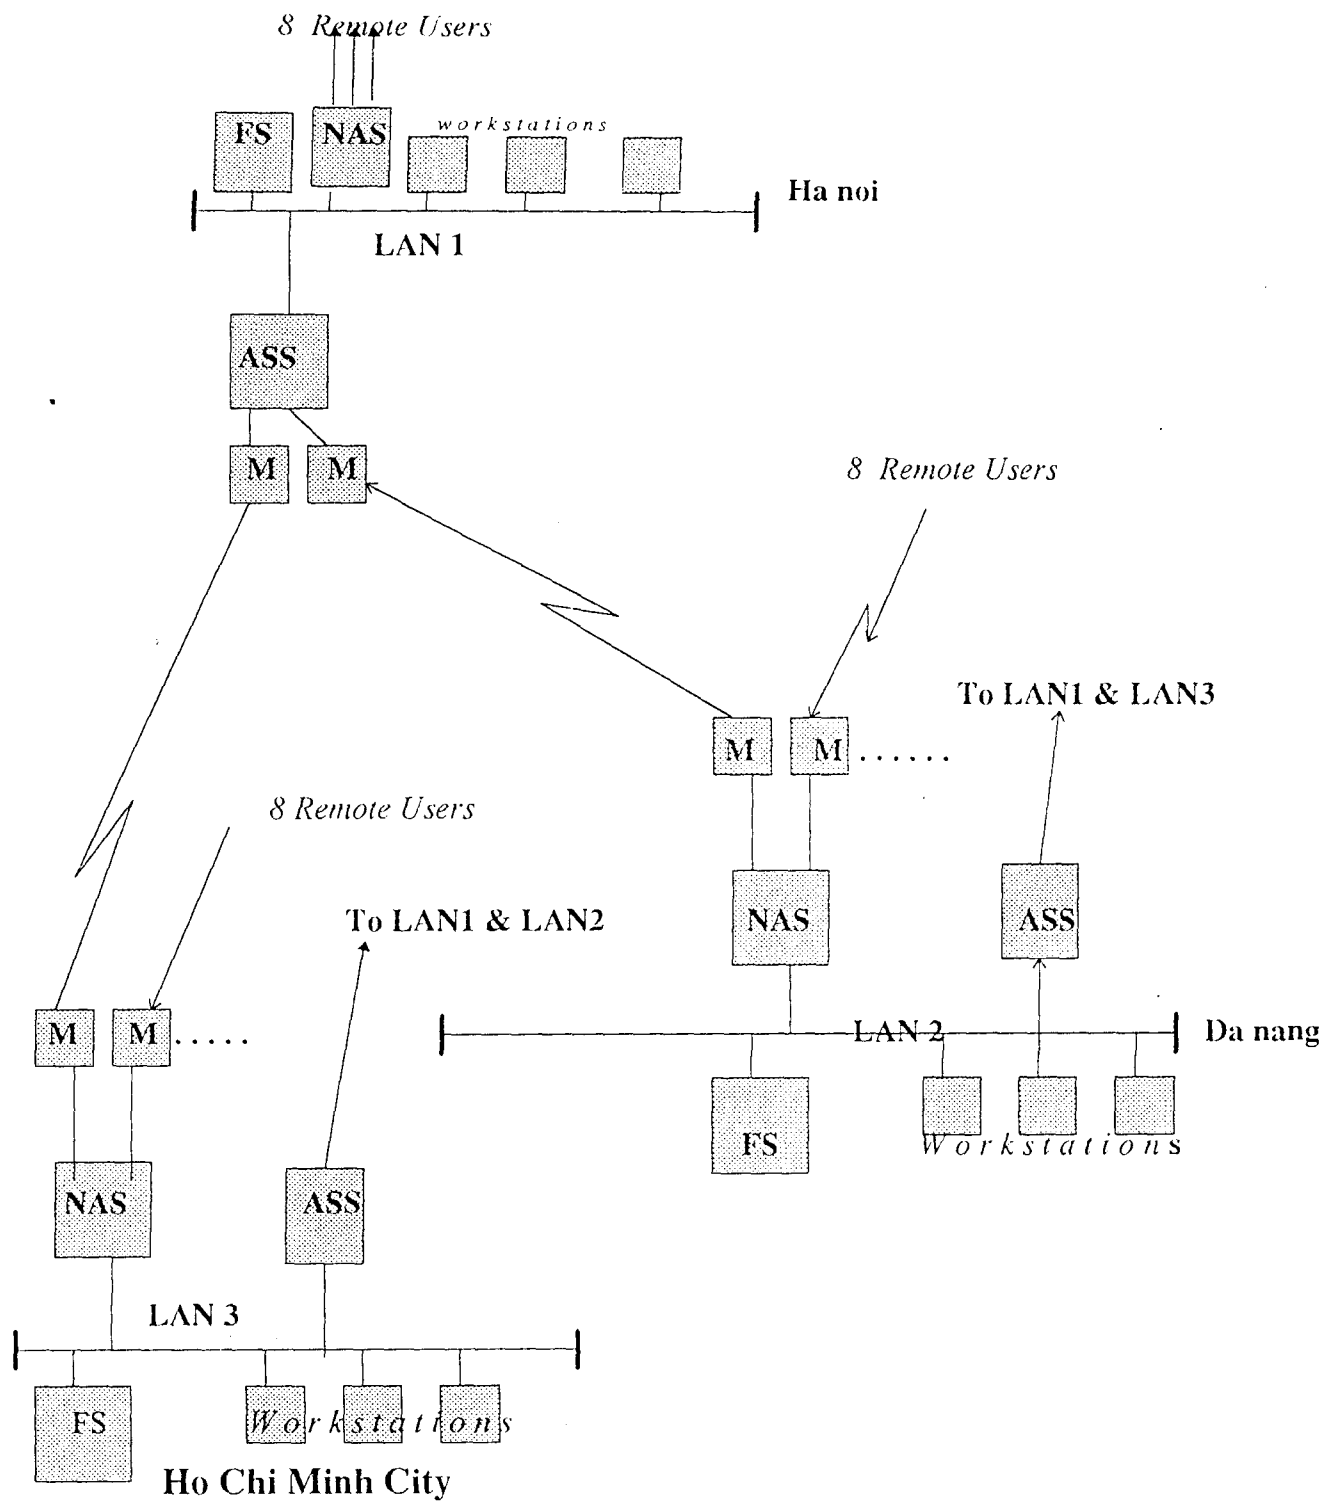 8 Remote Users
FS
NAS
workstations
Ha noi
LAN 1
ASS
M
M
8 Remote Users
To LAN1 & LAN3
M
M ......
8 Remote Users
NAS
ASS
To LAN1 & LAN2
M
M .....
LAN 2
Da nang
FS
Workstations
NAS
ASS
LAN 3
FS
Workstations
Ho Chi Minh City